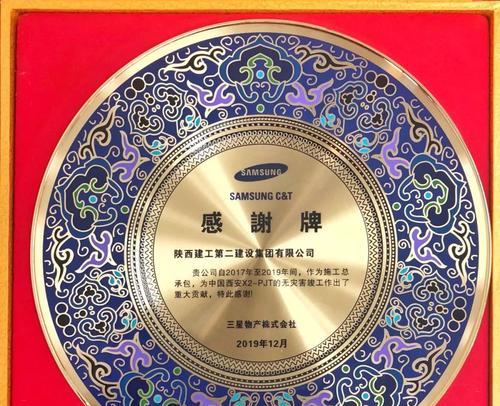 SAMSUNG
SAMSUNG C&T
感謝牌
陕西建工第二建设集团有限公司
贵公司自2017年至2019年间，作为施工总
承包，为中国西安X2-PJT的无灾害竣工作出了
重大贡献，特此感谢!
三星物产株式会社
2019年12月